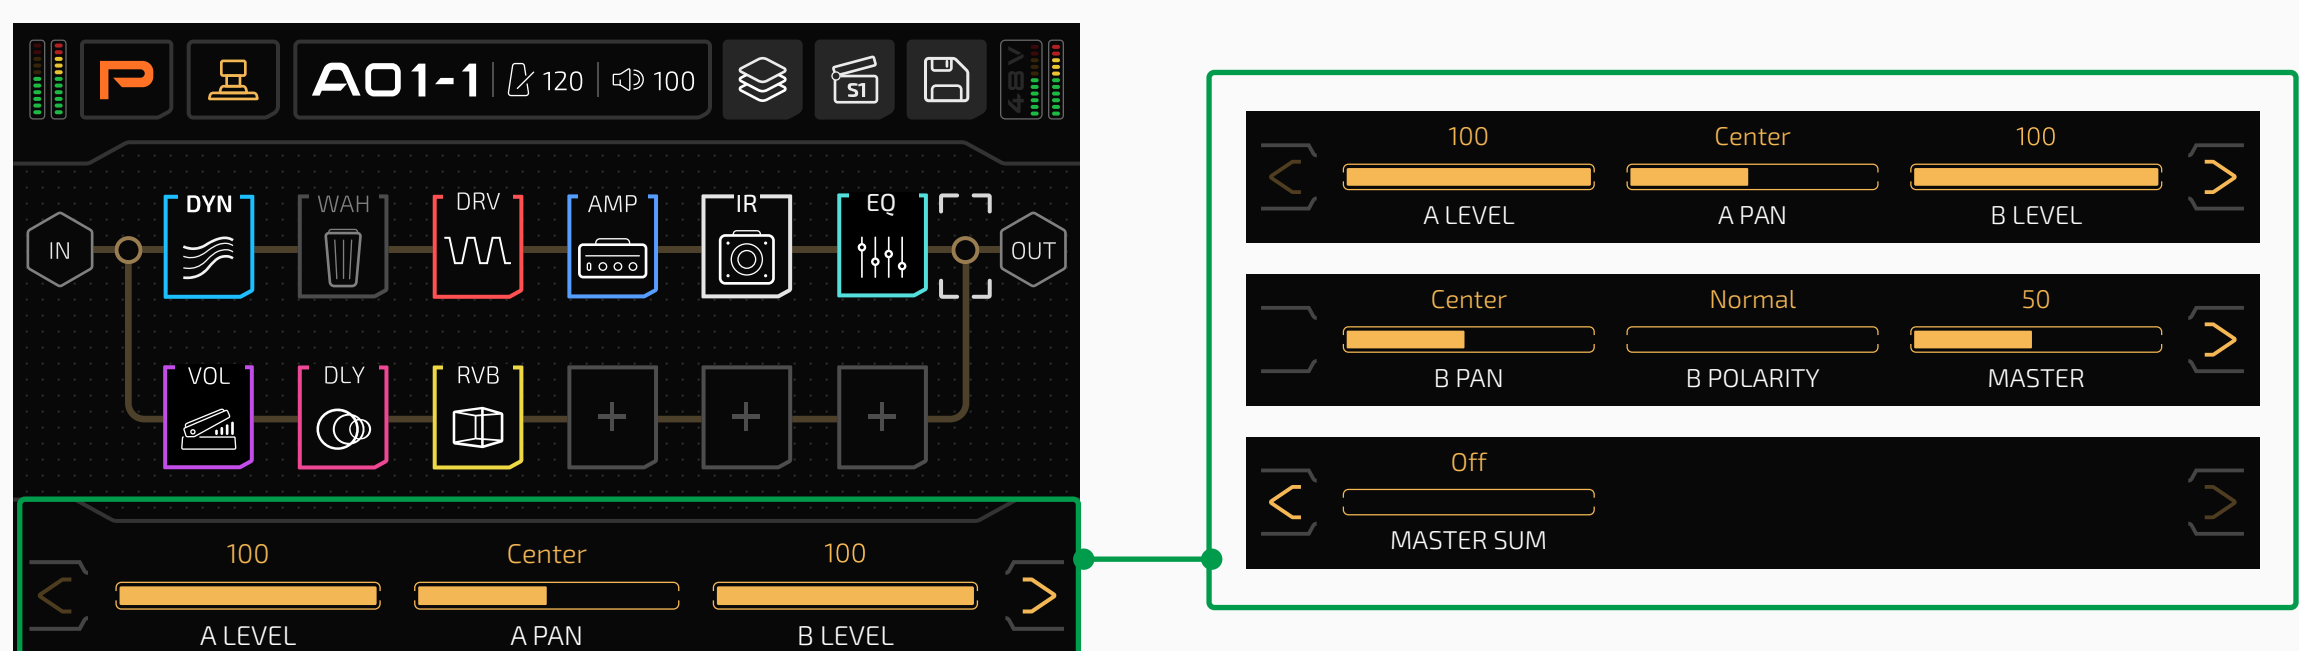 A01-1 120 100 S1 48V
DYN WAH DRV AMP IR EQ
IN OUT
VOL DLY RVB
100 Center 100
A LEVEL A PAN B LEVEL
100 Center 100
A LEVEL A PAN B LEVEL
Center Normal 50
B PAN B POLARITY MASTER
Off
MASTER SUM